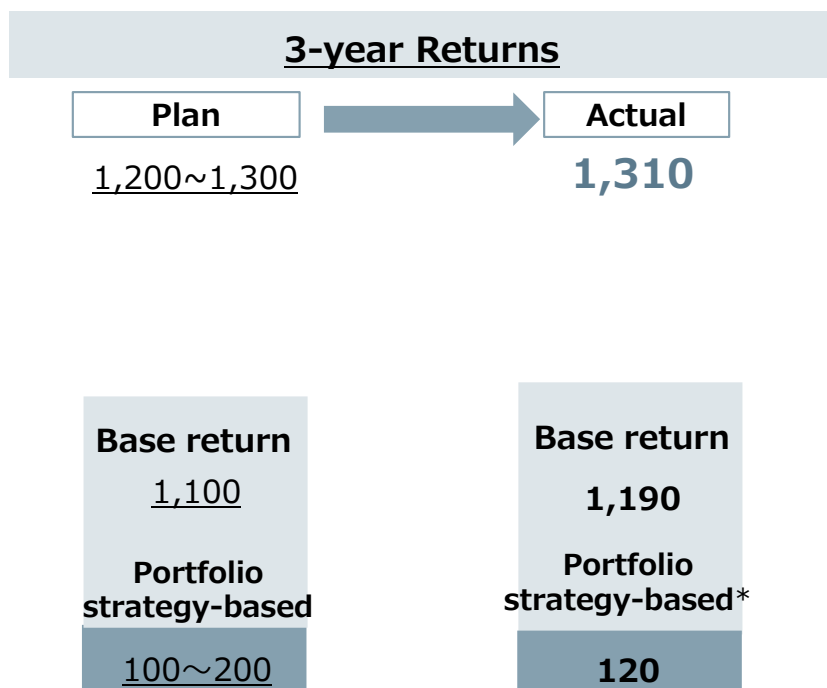 3-year Returns
Plan
Actual
1,200~1,300
1,310
Base return
1,100
Portfolio
strategy-based
100～200
Base return
1,190
Portfolio
strategy-based*
120